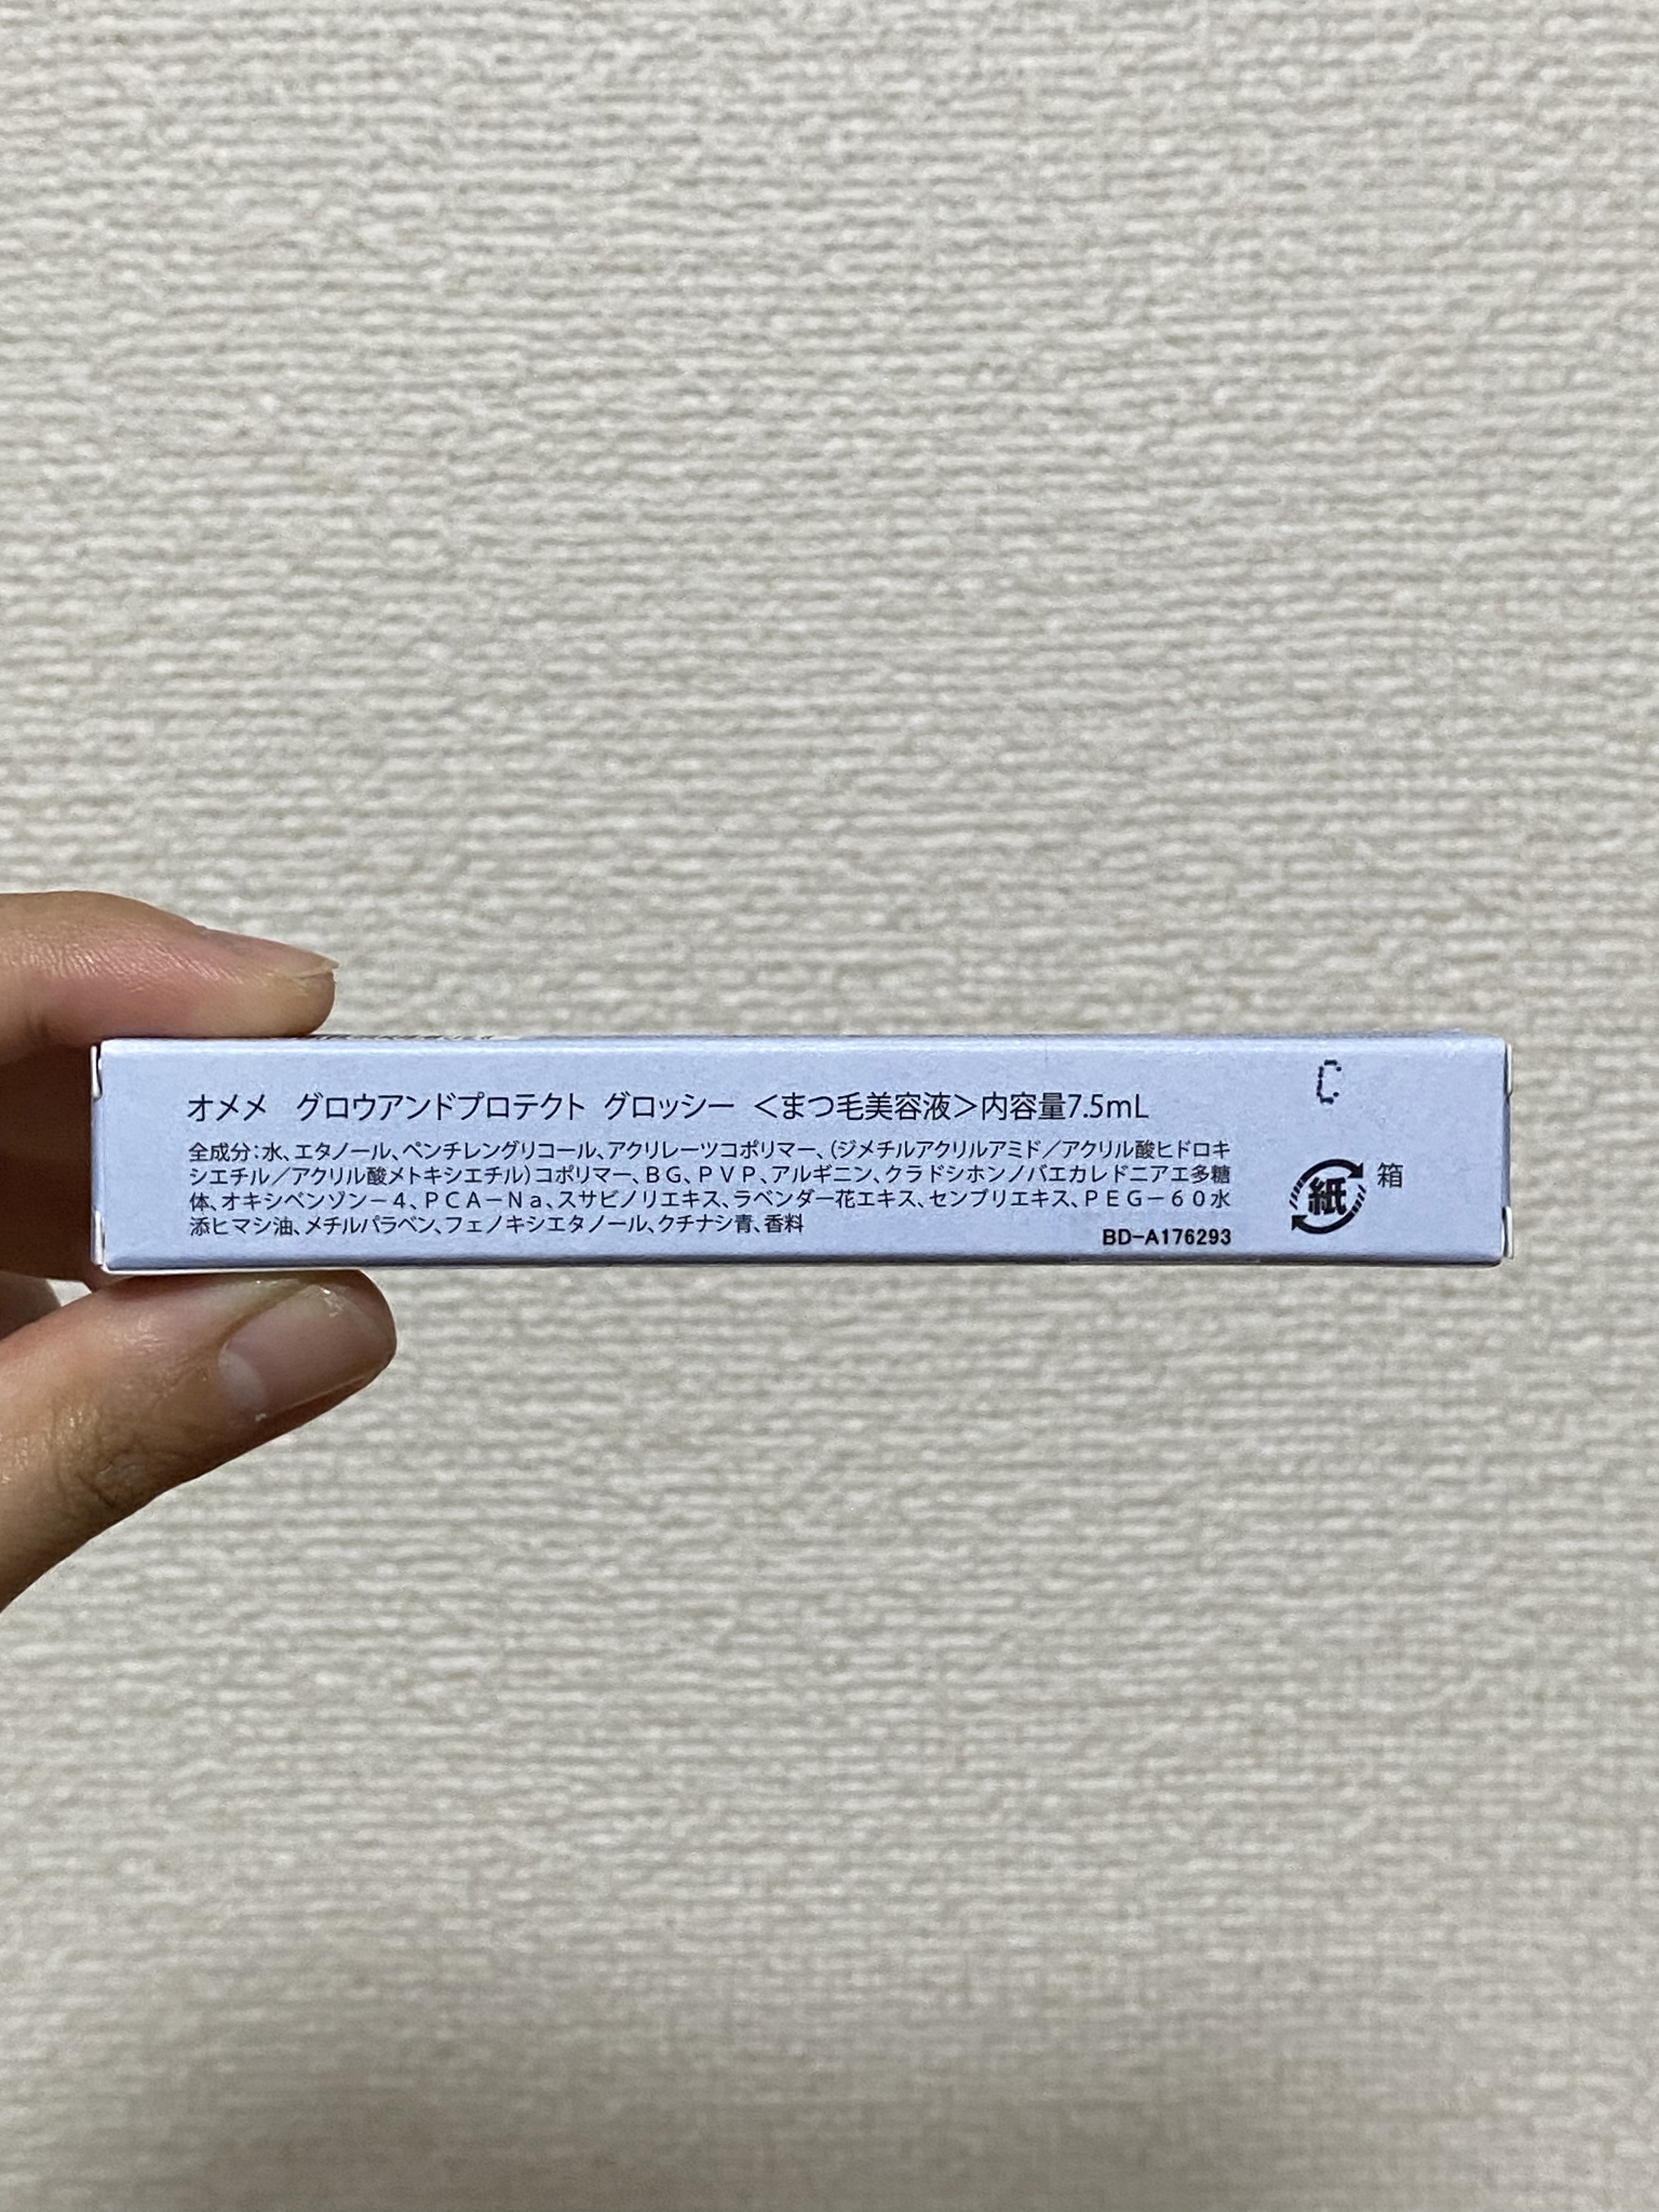 オメメ　グロウアンドプロテクト グロッシー ＜まつ毛美容液＞内容量7.5mL
全成分：水、エタノール、ペンチレングリコール、アクリレーツコポリマー、（ジメチルアクリルアミド／アクリル酸ヒドロキ
シエチル／アクリル酸メトキシエチル）コポリマー、ＢＧ、ＰＶＰ、アルギニン、クラドシホンノバエカレドニアエ多糖
体、オキシベンゾン－４、ＰＣＡ－Ｎａ、スサビノリエキス、ラベンダー花エキス、センブリエキス、ＰＥＧ－６０水
添ヒマシ油、メチルパラベン、フェノキシエタノール、クチナシ青、香料
BD-A176293
C
紙
箱